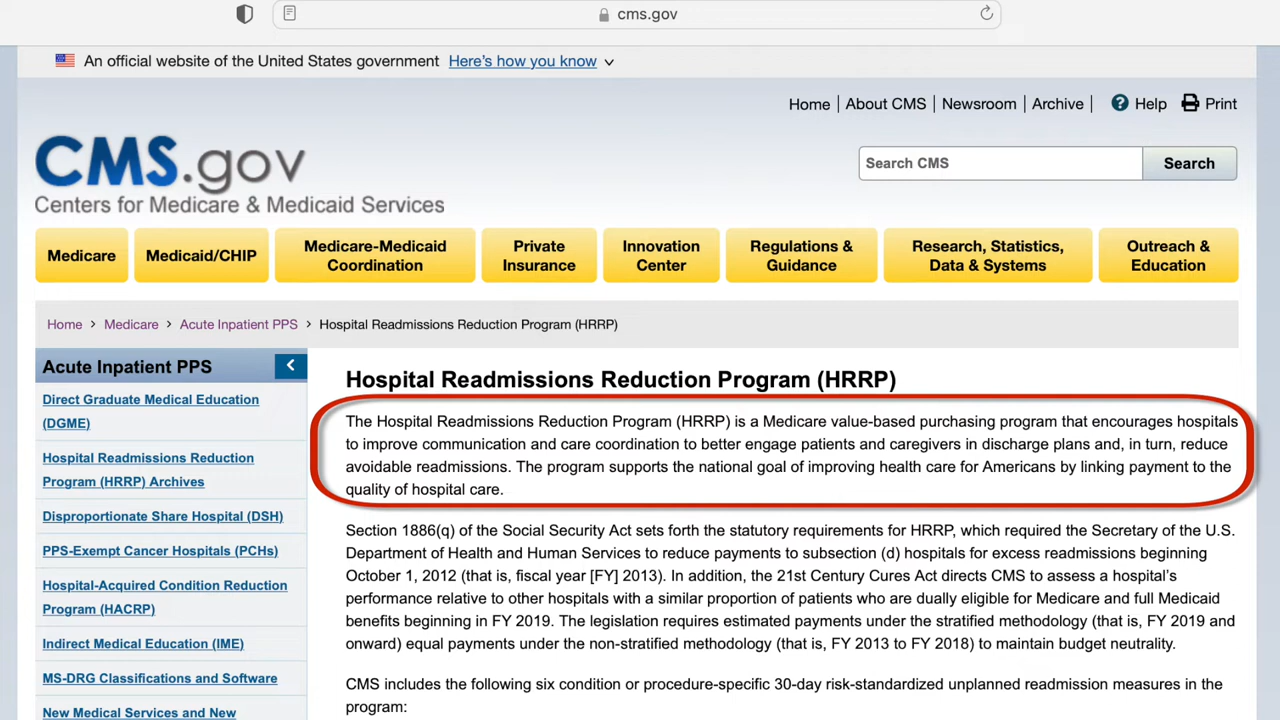 cms.gov
An official website of the United States government Here's how you know
Home | About CMS | Newsroom | Archive | Help Print
CMS.gov
Centers for Medicare & Medicaid Services
Search CMS Search
Medicare
Medicaid/CHIP
Medicare-Medicaid
Coordination
Private
Insurance
Innovation
Center
Regulations &
Guidance
Research, Statistics,
Data & Systems
Outreach &
Education
Home > Medicare > Acute Inpatient PPS > Hospital Readmissions Reduction Program (HRRP)
Acute Inpatient PPS
Direct Graduate Medical Education
(DGME)
Hospital Readmissions Reduction
Program (HRRP) Archives
Disproportionate Share Hospital (DSH)
PPS-Exempt Cancer Hospitals (PCHs)
Hospital-Acquired Condition Reduction
Program (HACRP)
Indirect Medical Education (IME)
MS-DRG Classifications and Software
New Medical Services and New
Hospital Readmissions Reduction Program (HRRP)
The Hospital Readmissions Reduction Program (HRRP) is a Medicare value-based purchasing program that encourages hospitals
to improve communication and care coordination to better engage patients and caregivers in discharge plans and, in turn, reduce
avoidable readmissions. The program supports the national goal of improving health care for Americans by linking payment to the
quality of hospital care.
Section 1886(q) of the Social Security Act sets forth the statutory requirements for HRRP, which required the Secretary of the U.S.
Department of Health and Human Services to reduce payments to subsection (d) hospitals for excess readmissions beginning
October 1, 2012 (that is, fiscal year [FY] 2013). In addition, the 21st Century Cures Act directs CMS to assess a hospital's
performance relative to other hospitals with a similar proportion of patients who are dually eligible for Medicare and full Medicaid
benefits beginning in FY 2019. The legislation requires estimated payments under the stratified methodology (that is, FY 2019 and
onward) equal payments under the non-stratified methodology (that is, FY 2013 to FY 2018) to maintain budget neutrality.
CMS includes the following six condition or procedure-specific 30-day risk-standardized unplanned readmission measures in the
program: